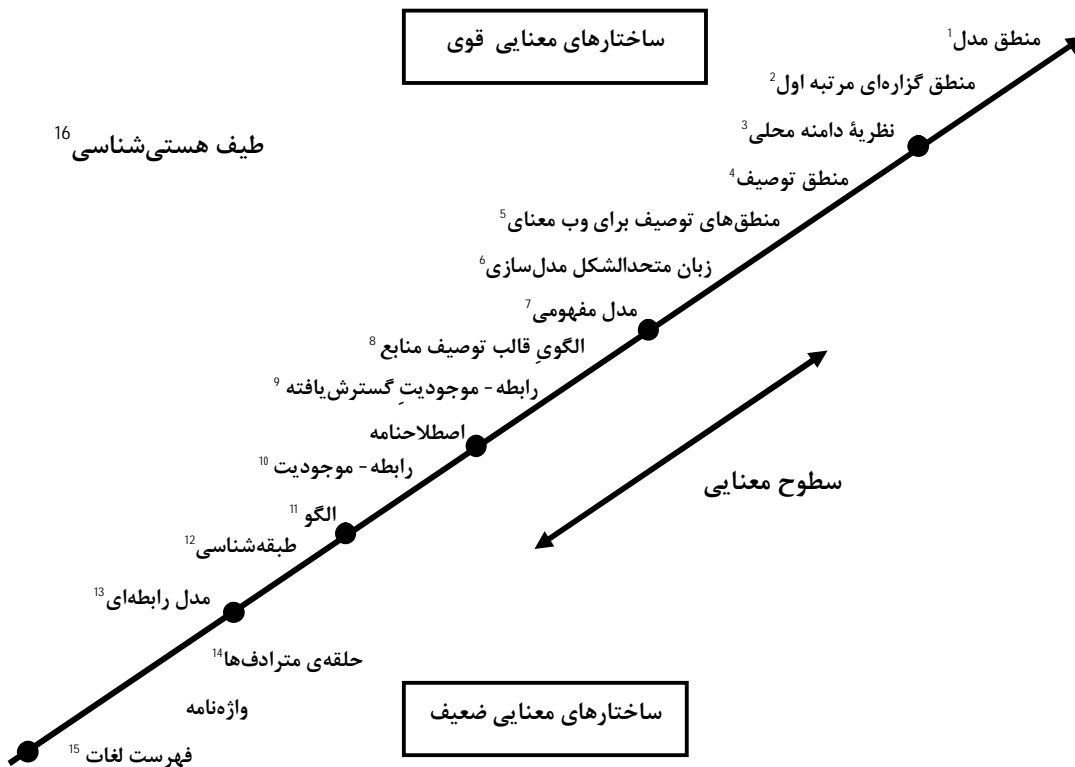 ساختارهای معنایی قوی
منطق مدل1
منطق گزاره‌ای مرتبه اول2
نظریهٔ دامنه محلی3
طیف هستی‌شناسی16
منطق توصیف4
منطق‌های توصیف برای وب معنای5
زبان متحدالشکل مدل‌سازی6
مدل مفهومی7
الگویِ قالب توصیف منابع8
رابطه - موجودیتِ گسترش‌یافته9
اصطلاحنامه
رابطه - موجودیت10
سطوح معنایی
الگو11
طبقه‌شناسی12
مدل رابطه‌ای13
حلقه‌ی مترادف‌ها14
واژه‌نامه
ساختارهای معنایی ضعیف
فهرست لغات15